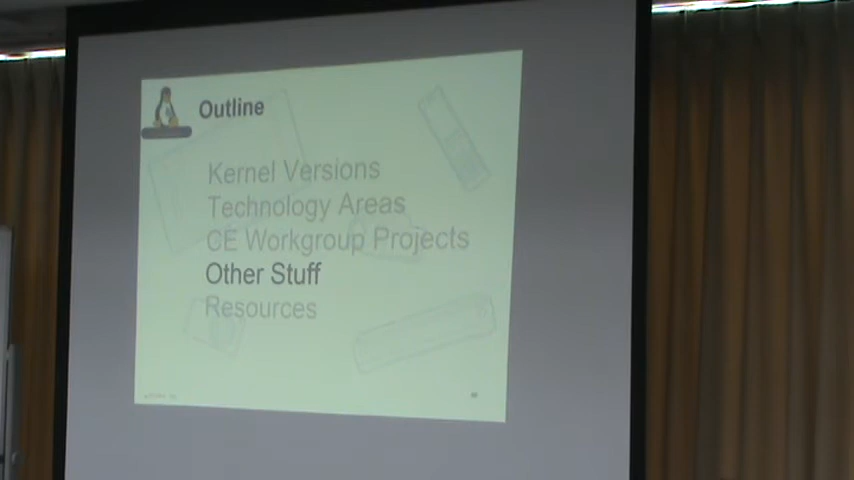 Outline
Kernel Versions
Technology Areas
CE Workgroup Projects
Other Stuff
Resources